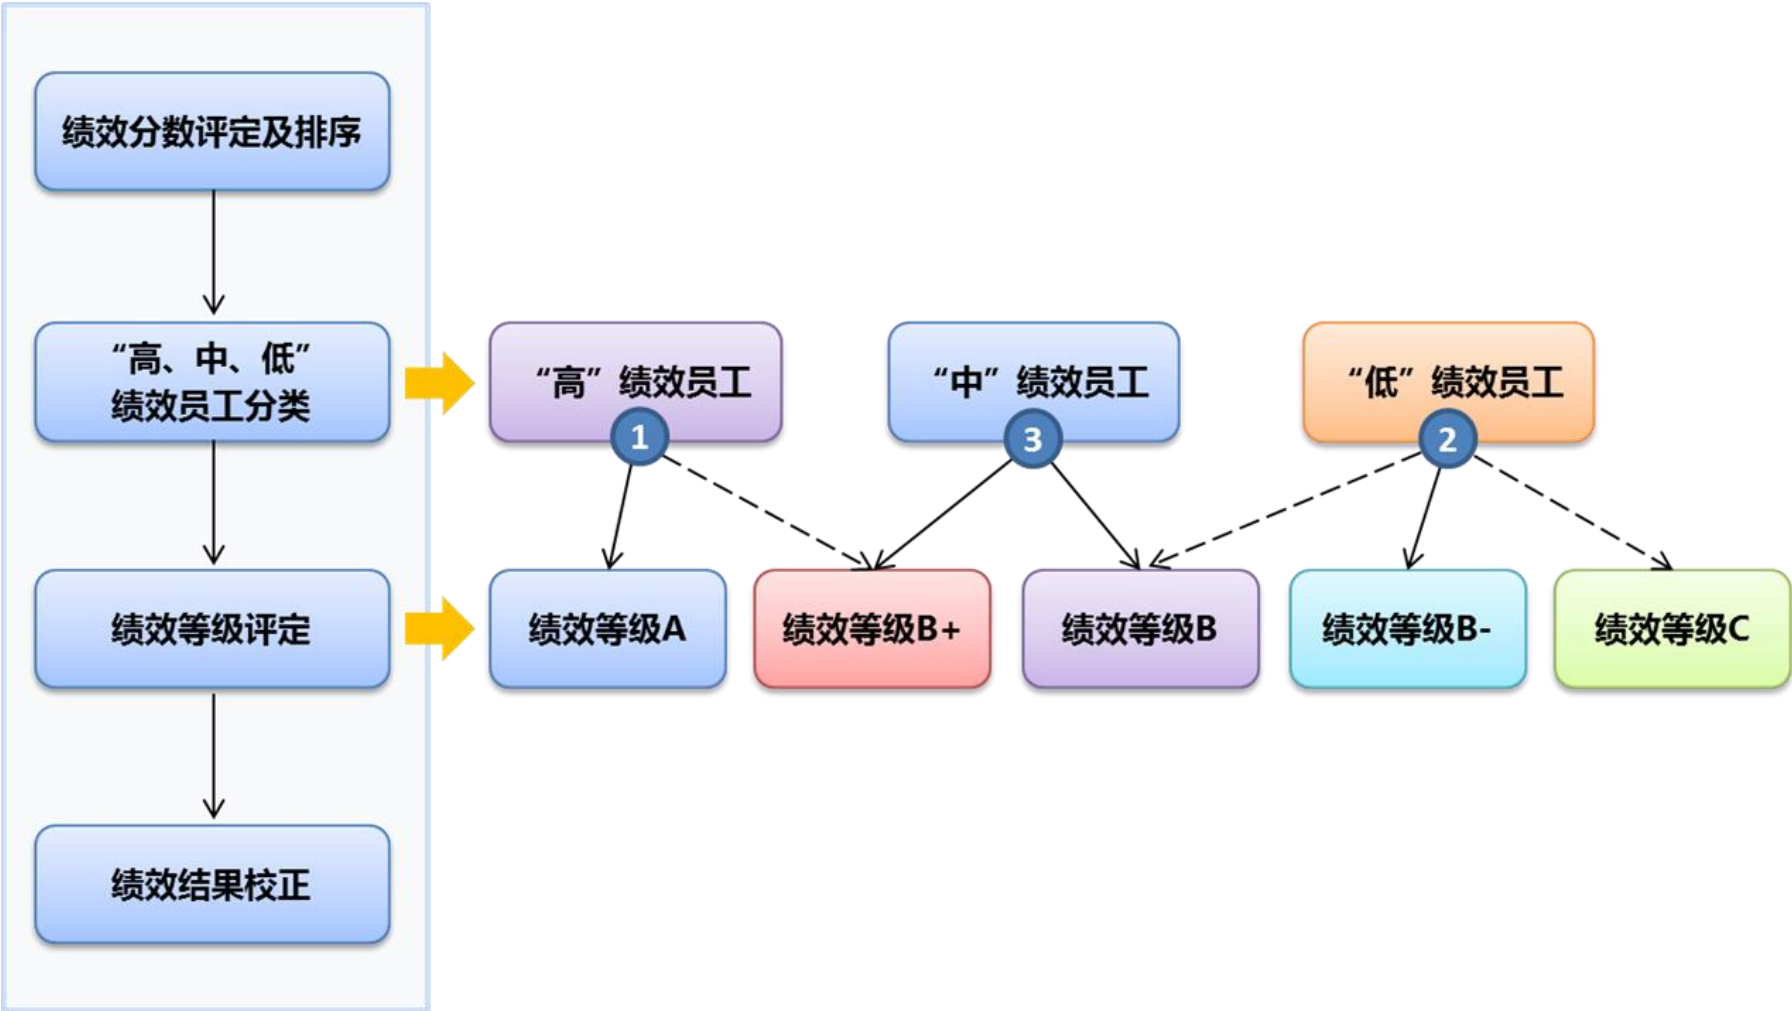 绩效分数评定及排序
“高、中、低”
绩效员工分类
“高”绩效员工
“中”绩效员工
“低”绩效员工
1
3
2
绩效等级评定
绩效等级A
绩效等级B+
绩效等级B
绩效等级B-
绩效等级C
绩效结果校正